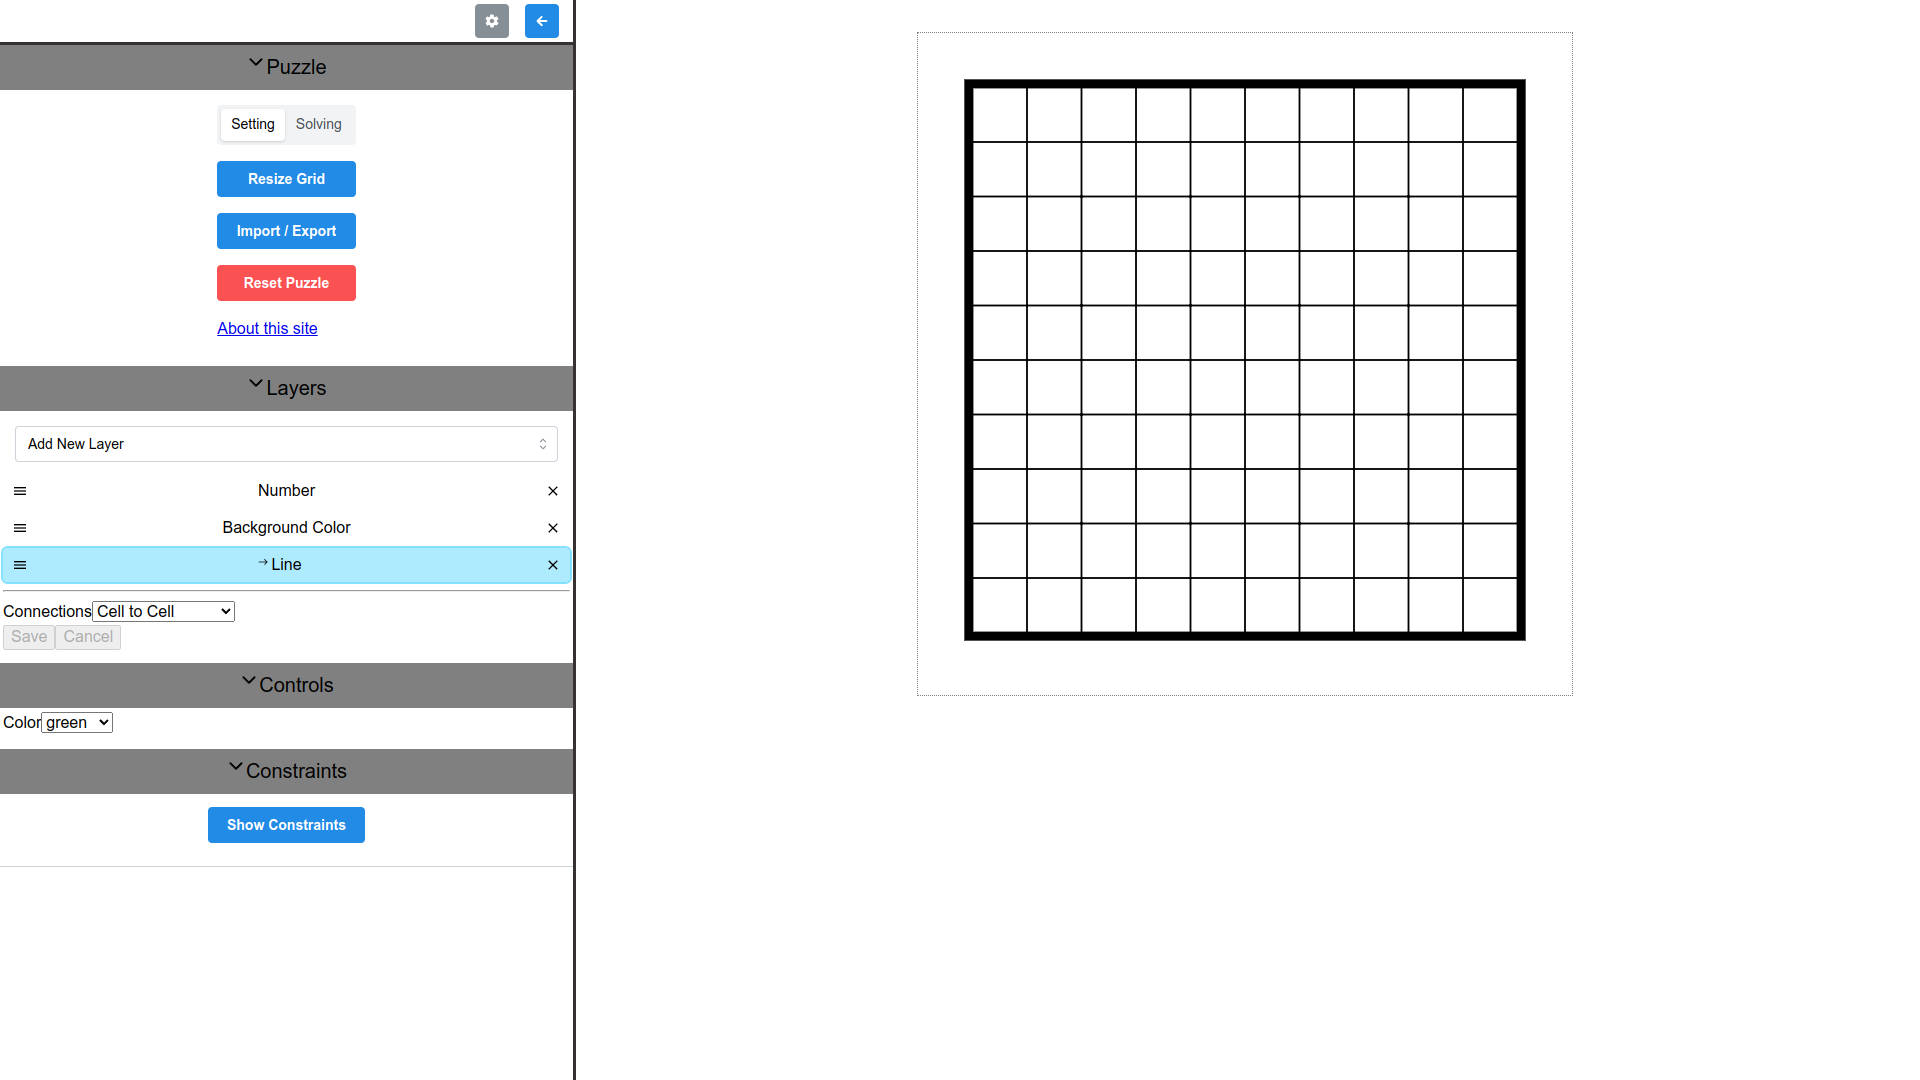 Puzzle
Setting Solving
Resize Grid
Import / Export
Reset Puzzle
About this site
Layers
Add New Layer
Number
Background Color
Line
Connections Cell to Cell
Save Cancel
Controls
Color green
Constraints
Show Constraints